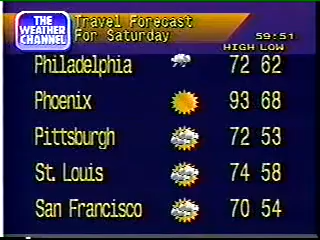 THE
WEATHER
CHANNEL
Travel Forecast
For Saturday
59:51
HIGH LOW
Philadelphia 72 62
Phoenix 93 68
Pittsburgh 72 53
St. Louis 74 58
San Francisco 70 54